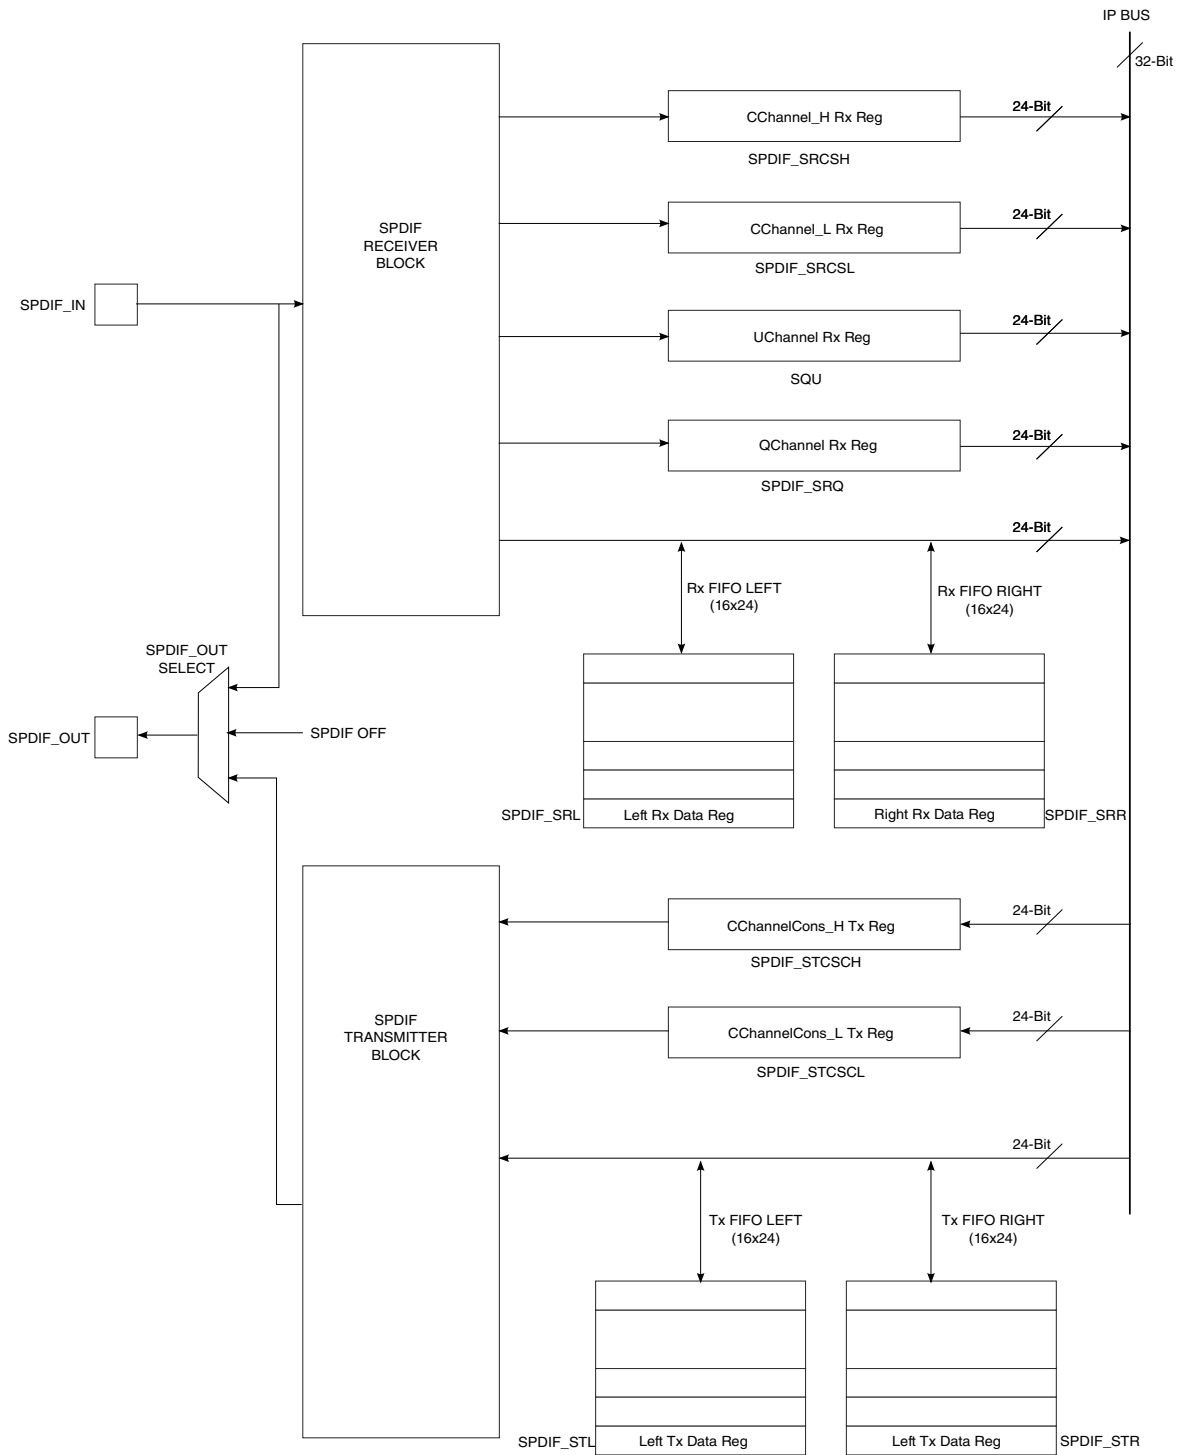 IP BUS
32-Bit
24-Bit
CChannel_H Rx Reg
SPDIF_SRCSH
SPDIF
RECEIVER
BLOCK
24-Bit
CChannel_L Rx Reg
SPDIF_SRCSL
SPDIF_IN
24-Bit
UChannel Rx Reg
SQU
24-Bit
QChannel Rx Reg
SPDIF_SRQ
24-Bit
Rx FIFO LEFT
(16x24)
Rx FIFO RIGHT
(16x24)
SPDIF_OUT
SELECT
SPDIF_OUT
SPDIF OFF
SPDIF_SRL
Left Rx Data Reg
Right Rx Data Reg
SPDIF_SRR
24-Bit
CChannelCons_H Tx Reg
SPDIF_STCSCH
SPDIF
TRANSMITTER
BLOCK
24-Bit
CChannelCons_L Tx Reg
SPDIF_STCSCL
24-Bit
Tx FIFO LEFT
(16x24)
Tx FIFO RIGHT
(16x24)
SPDIF_STL
Left Tx Data Reg
Left Tx Data Reg
SPDIF_STR